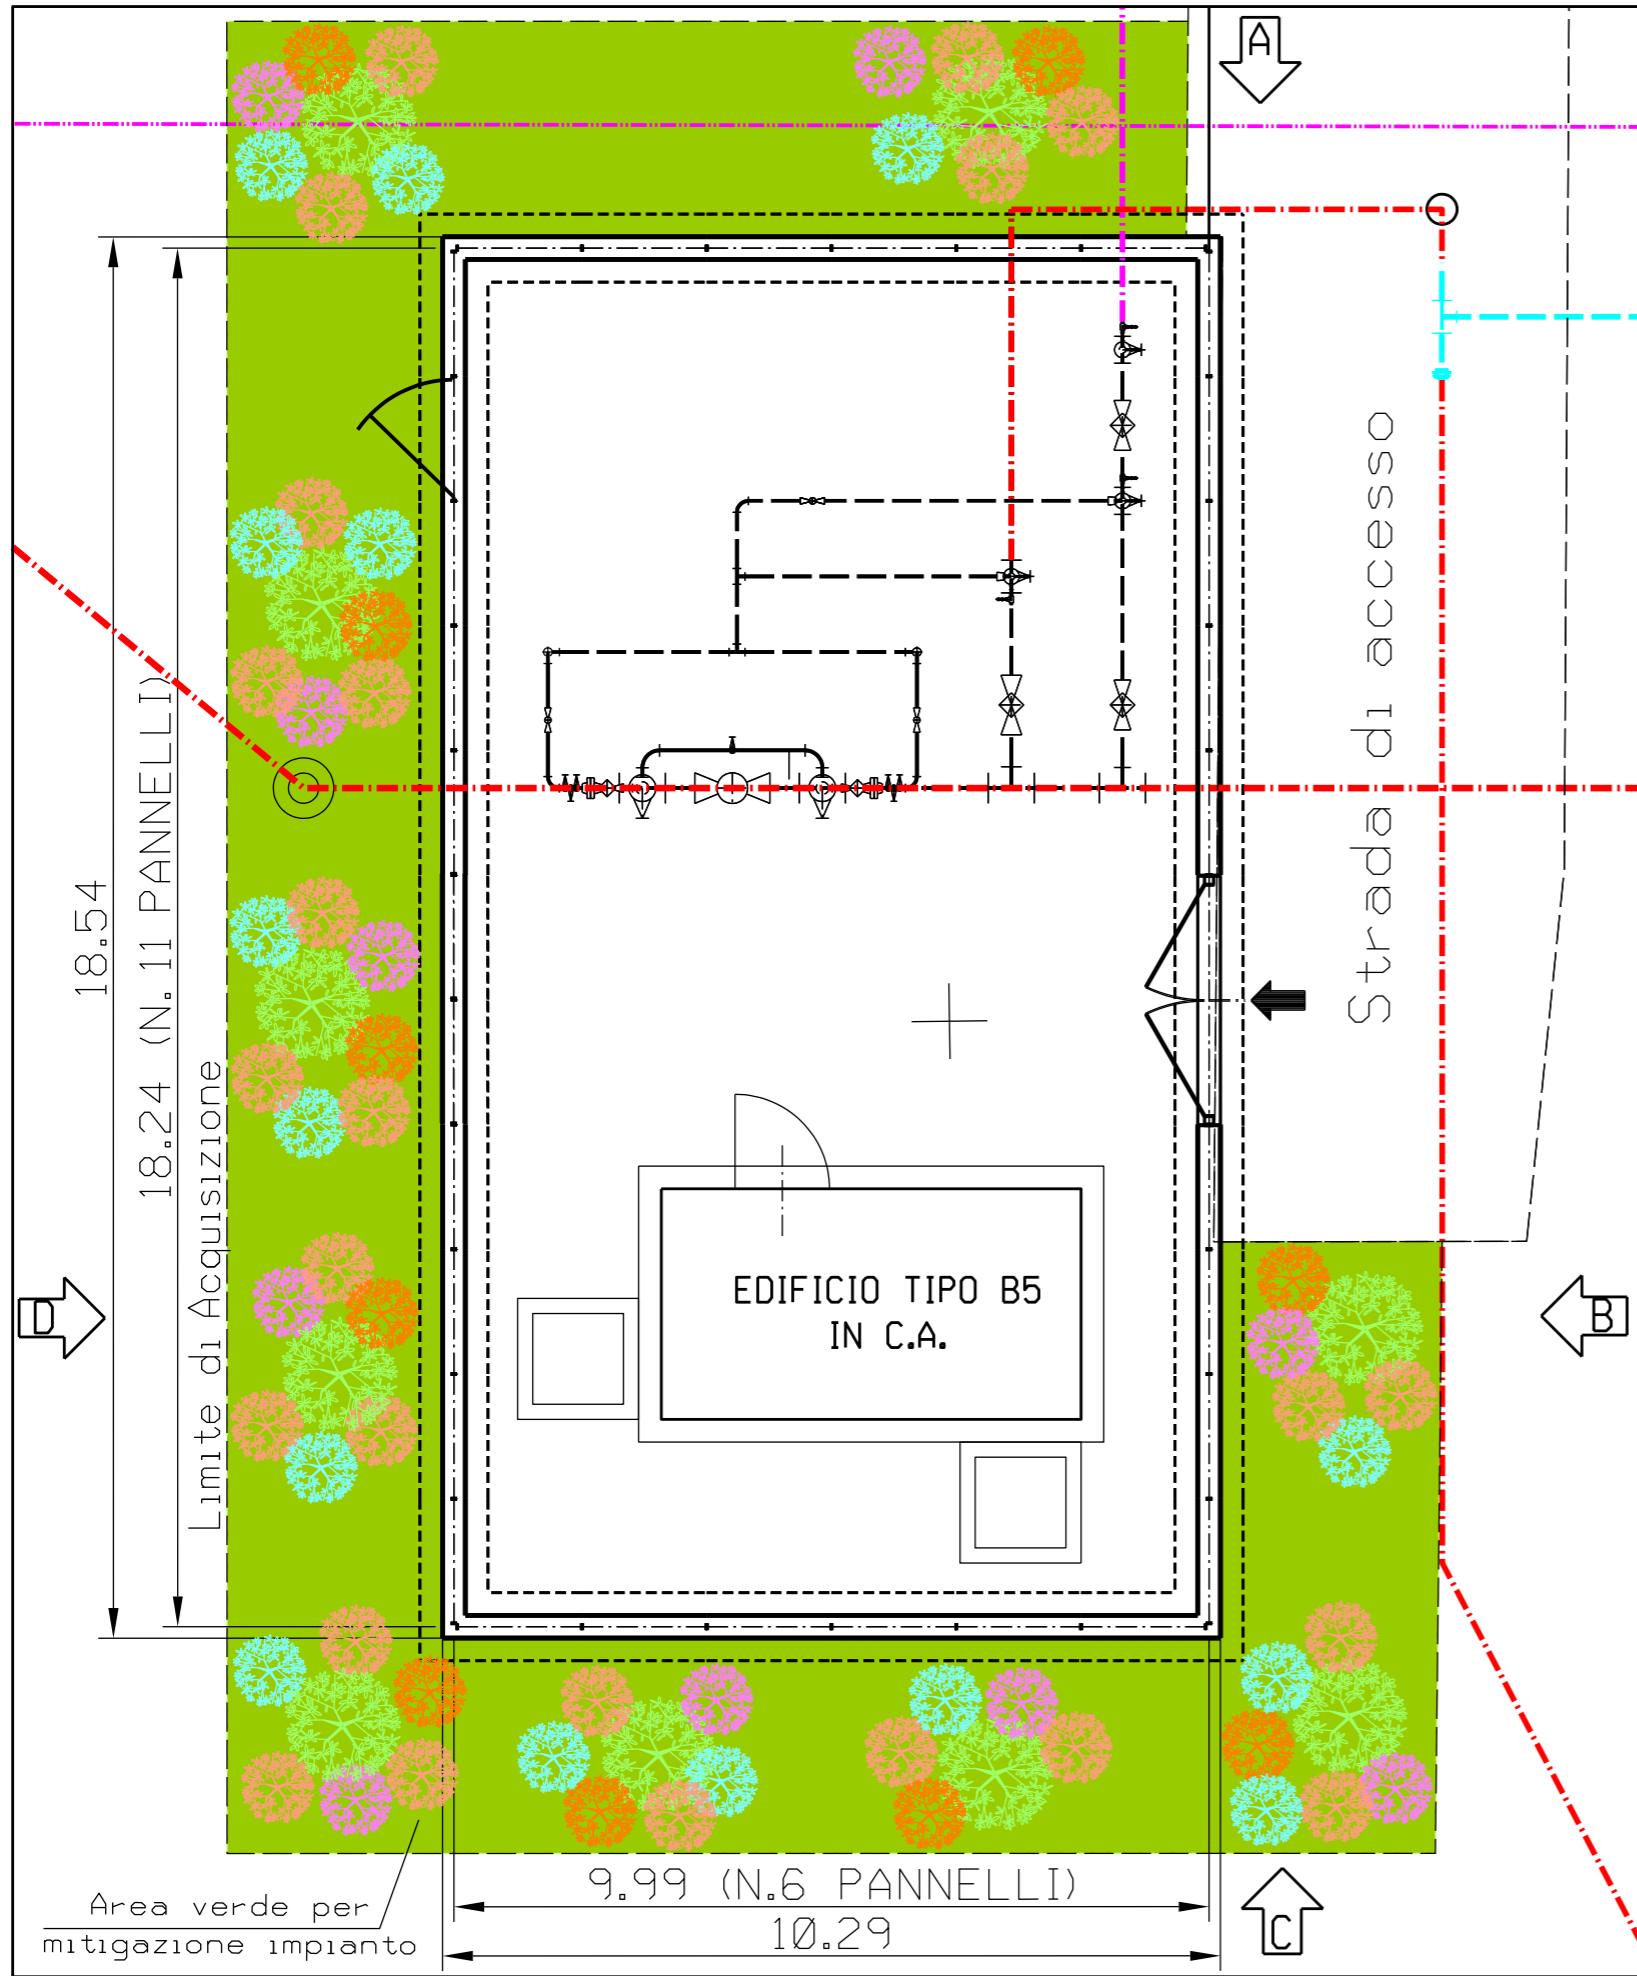 A
Strada di accesso
18.54
18.24 (N. 11 PANNELLI)
Limite di Acquisizione
D
EDIFICIO TIPO B5
IN C.A.
B
Area verde per
mitigazione impianto
9.99 (N.6 PANNELLI)
10.29
C